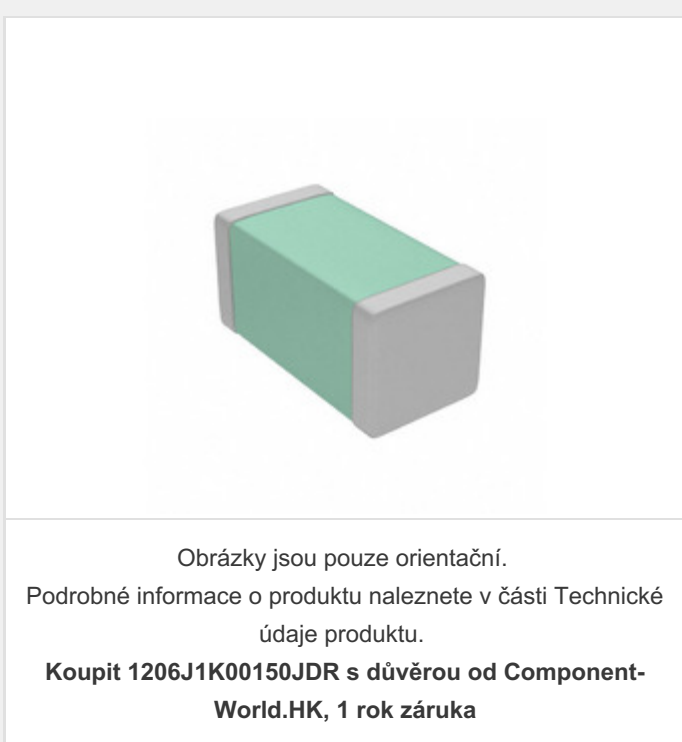 Obrázky jsou pouze orientační.
Podrobné informace o produktu naleznete v části Technické
údaje produktu.
Koupit 1206J1K00150JDR s důvěrou od Component-
World.HK, 1 rok záruka